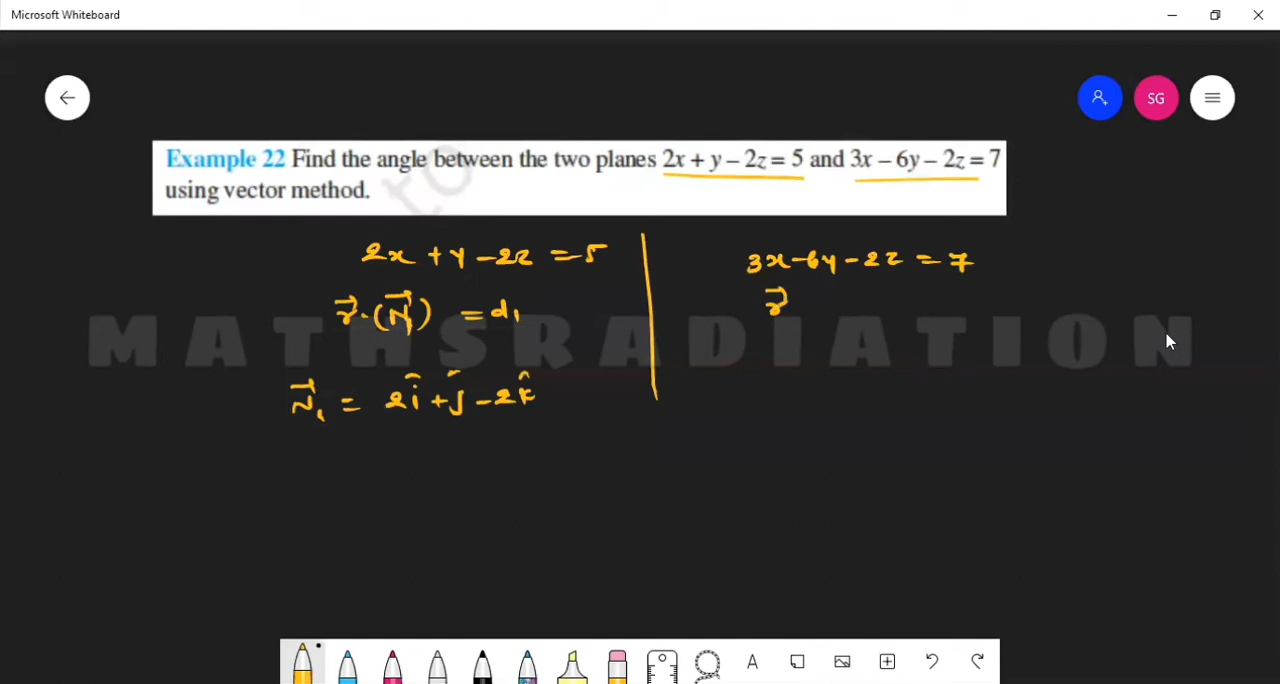 Microsoft Whiteboard
SG
Example 22 Find the angle between the two planes 2x + y – 2z = 5 and 3x – 6y – 2z = 7
using vector method.
to
2x + y - 2z = 5
r⃗ · (N⃗₁) = d₁
N⃗₁ = 2î + ĵ - 2k̂
3x - 6y - 2z = 7
r⃗
MATHSRADIATION
A